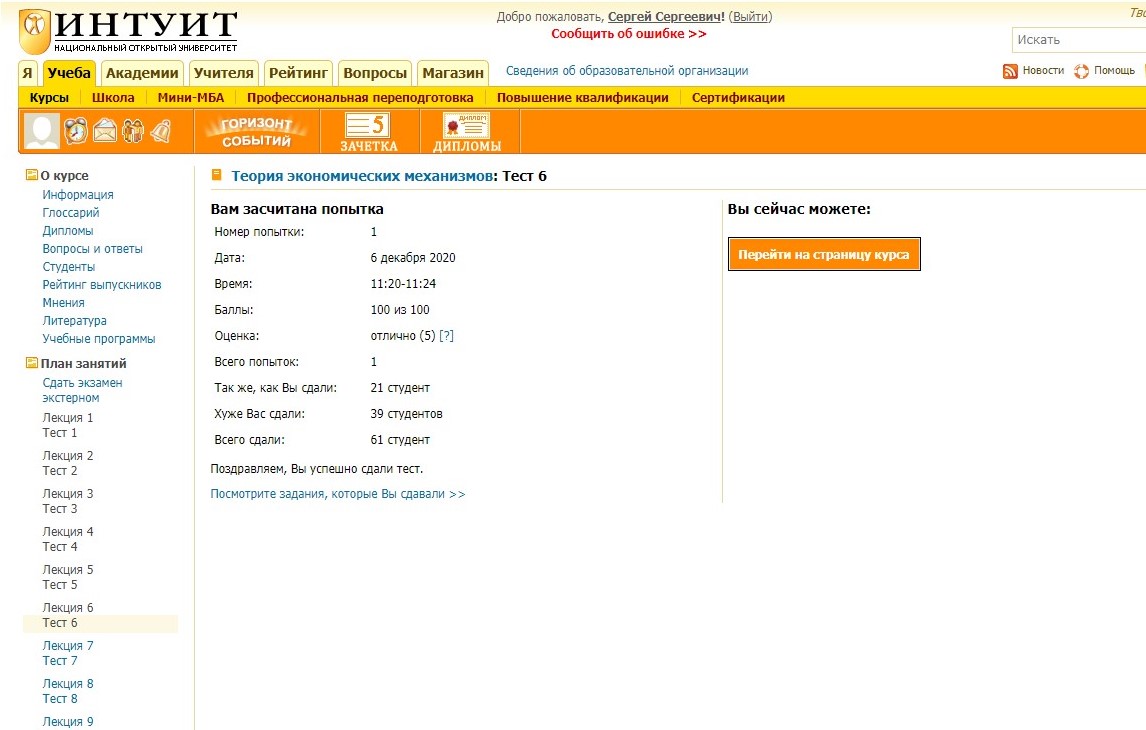 ИНТУИТ
НАЦИОНАЛЬНЫЙ ОТКРЫТЫЙ УНИВЕРСИТЕТ
Добро пожаловать, Сергей Сергеевич! (Выйти)
Сообщить об ошибке >>
Искать
Я Учеба Академии Учителя Рейтинг Вопросы Магазин Сведения об образовательной организации
Новости Помощь
Курсы Школа Мини-МБА Профессиональная переподготовка Повышение квалификации Сертификации
ГОРИЗОНТ СОБЫТИЙ
5
ЗАЧЕТКА
ДИПЛОМ
ДИПЛОМЫ
О курсе
Информация
Глоссарий
Дипломы
Вопросы и ответы
Студенты
Рейтинг выпускников
Мнения
Литература
Учебные программы
План занятий
Сдать экзамен
экстерном
Лекция 1
Тест 1
Лекция 2
Тест 2
Лекция 3
Тест 3
Лекция 4
Тест 4
Лекция 5
Тест 5
Лекция 6
Тест 6
Лекция 7
Тест 7
Лекция 8
Тест 8
Лекция 9
Теория экономических механизмов: Тест 6
Вам засчитана попытка
Номер попытки: 1
Дата: 6 декабря 2020
Время: 11:20-11:24
Баллы: 100 из 100
Оценка: отлично (5) [?]
Всего попыток: 1
Так же, как Вы сдали: 21 студент
Хуже Вас сдали: 39 студентов
Всего сдали: 61 студент
Поздравляем, Вы успешно сдали тест.
Посмотрите задания, которые Вы сдавали >>
Вы сейчас можете:
Перейти на страницу курса